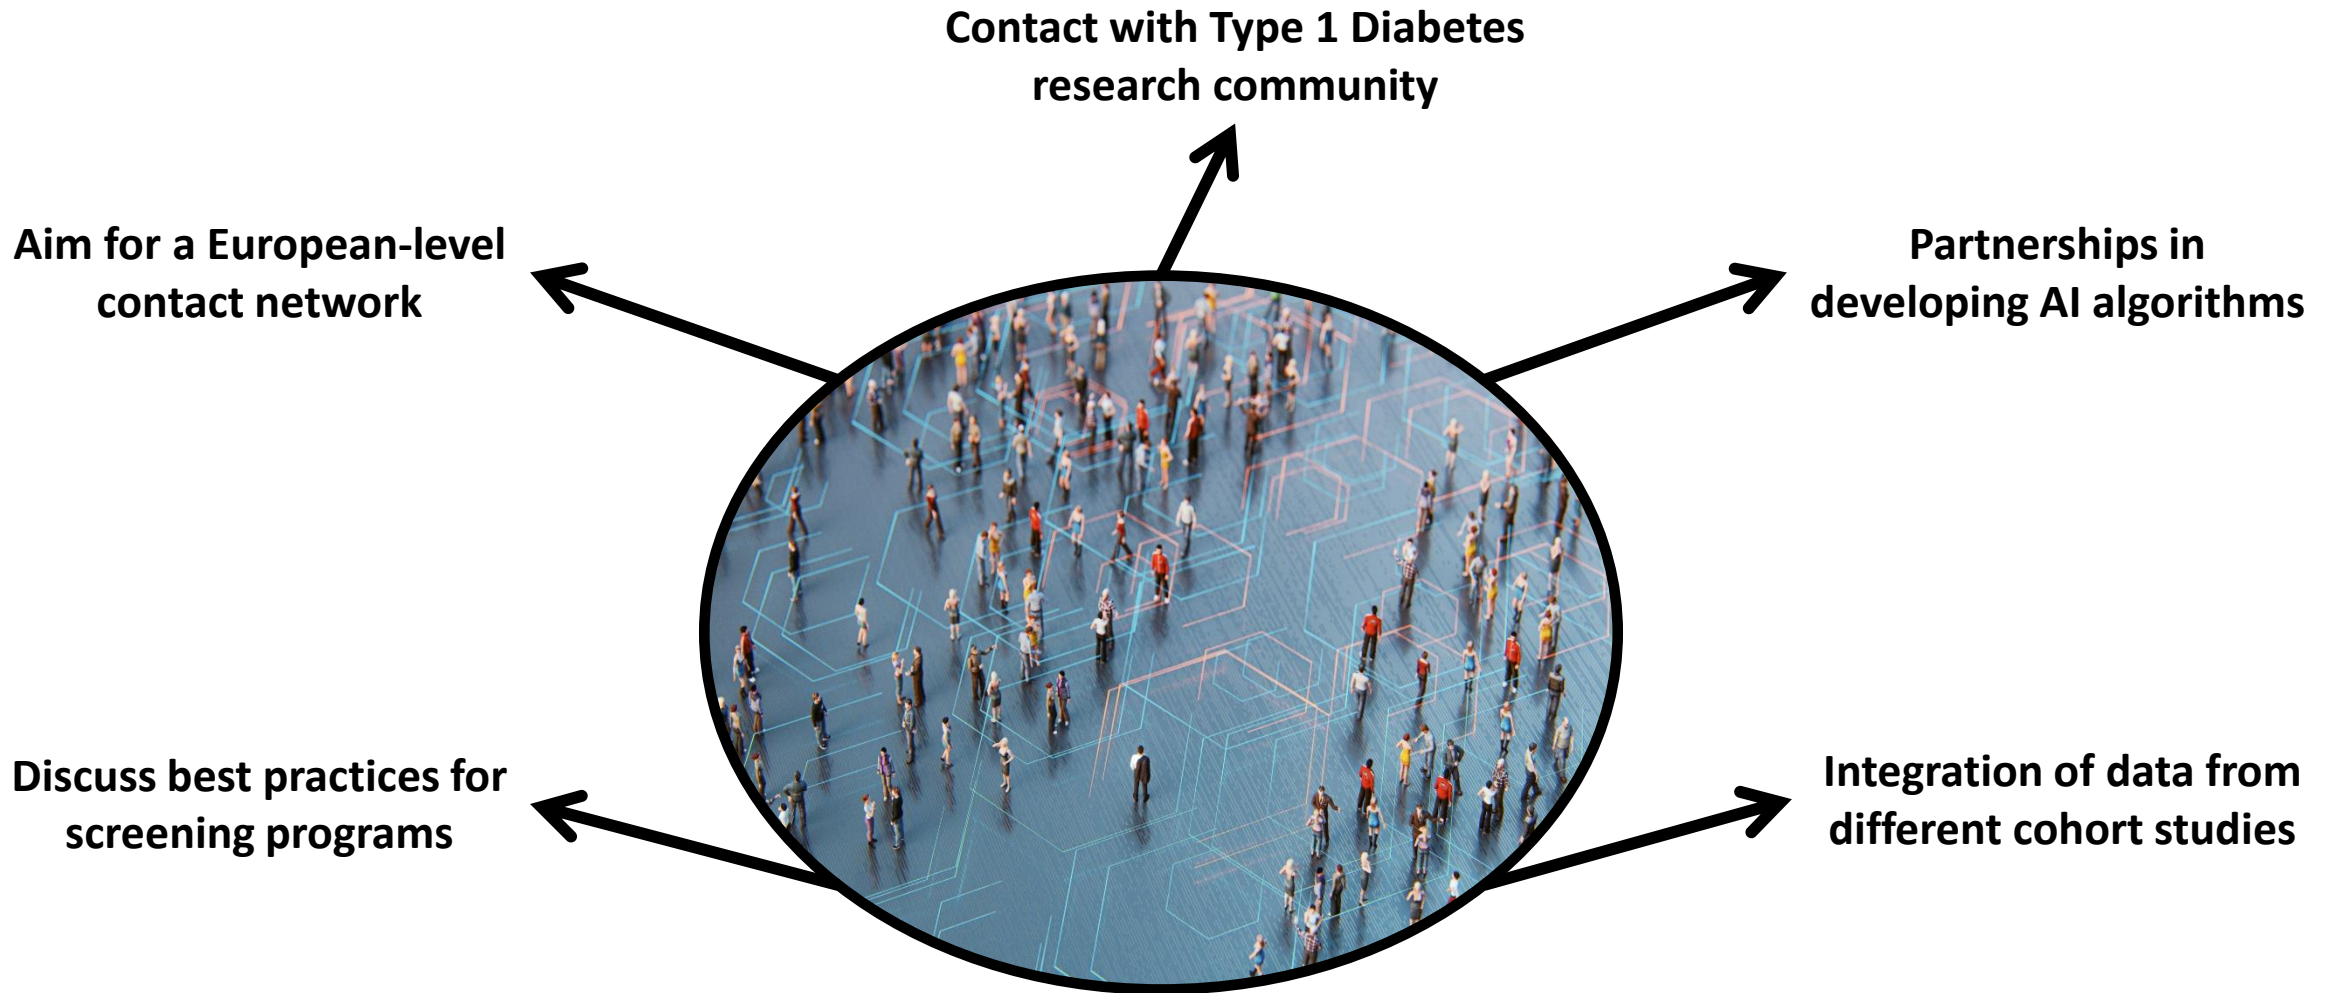 Contact with Type 1 Diabetes
research community
Aim for a European-level
contact network
Partnerships in
developing AI algorithms
Discuss best practices for
screening programs
Integration of data from
different cohort studies